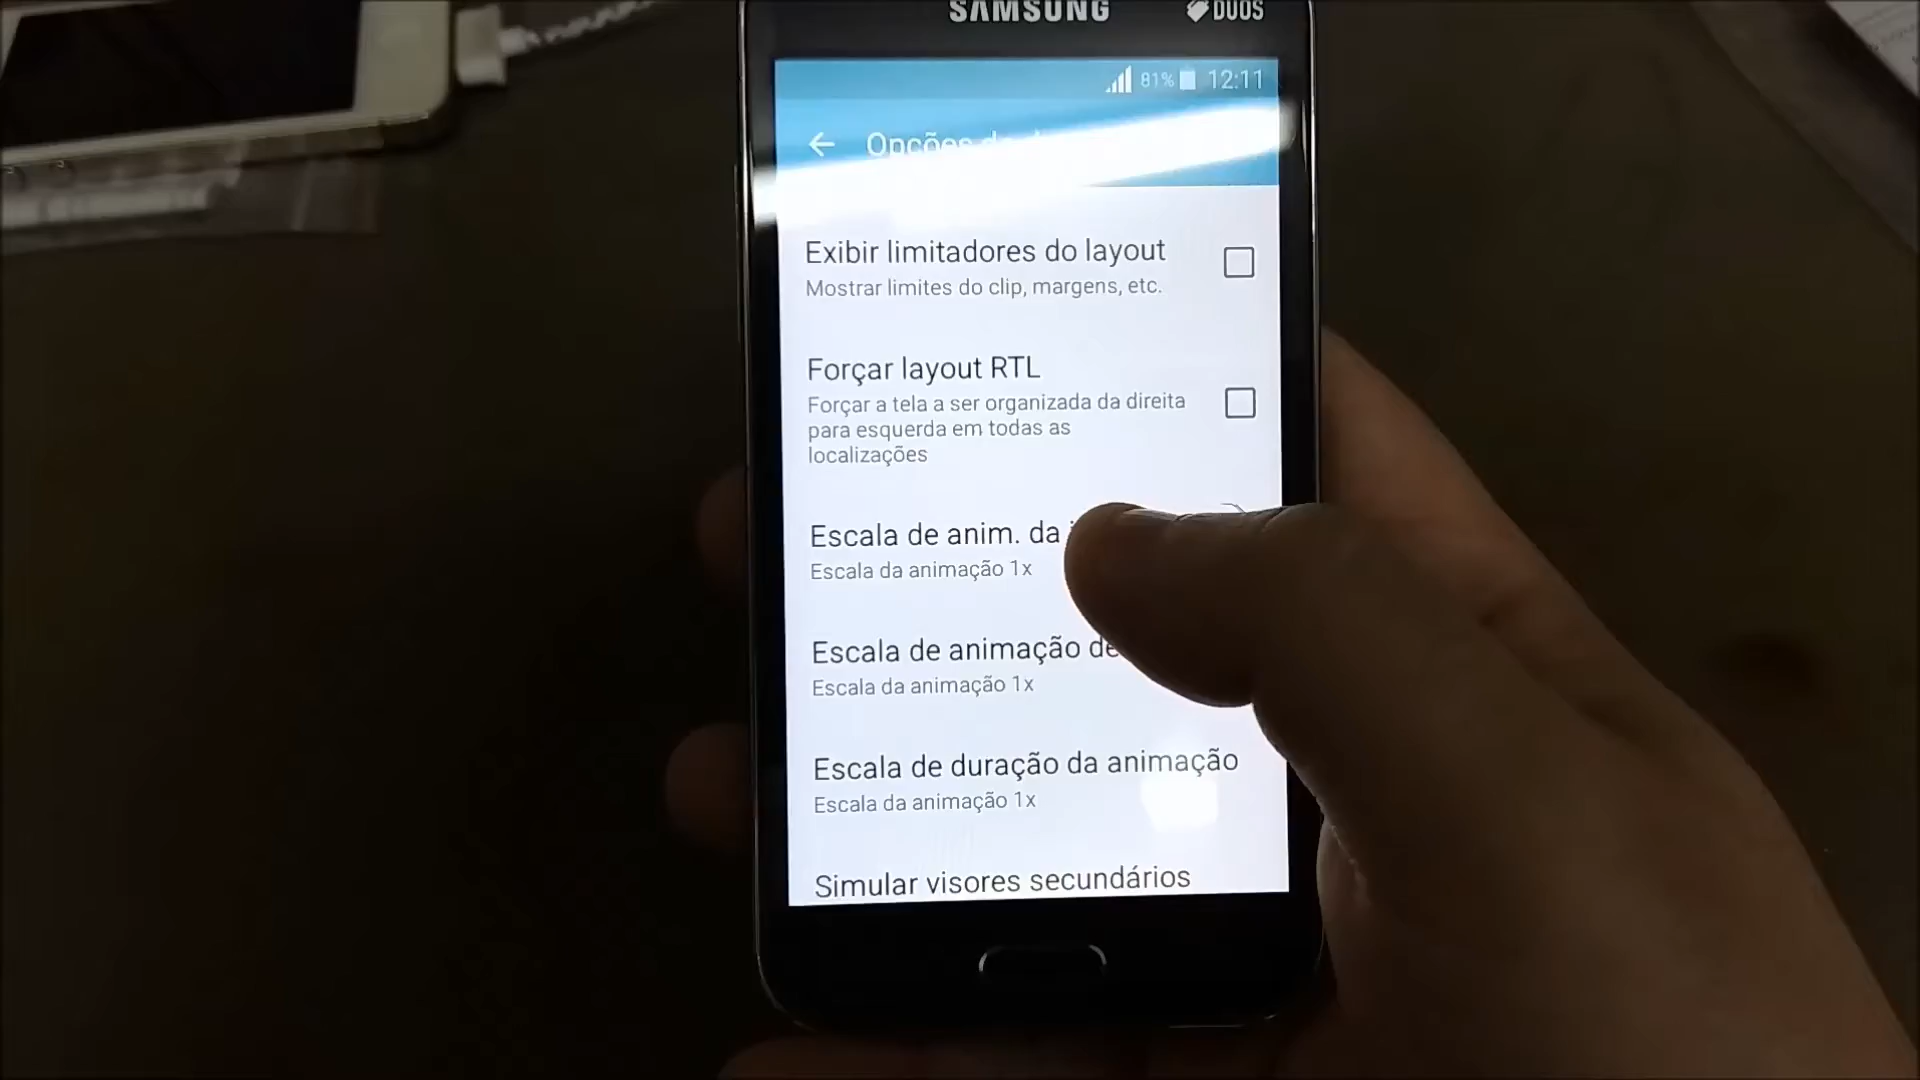 SAMSUNG
DUOS
81% 12:11
Opções
Exibir limitadores do layout
Mostrar limites do clip, margens, etc.
Forçar layout RTL
Forçar a tela a ser organizada da direita
para esquerda em todas as
localizações
Escala de anim. da
Escala da animação 1x
Escala de animação de
Escala da animação 1x
Escala de duração da animação
Escala da animação 1x
Simular visores secundários